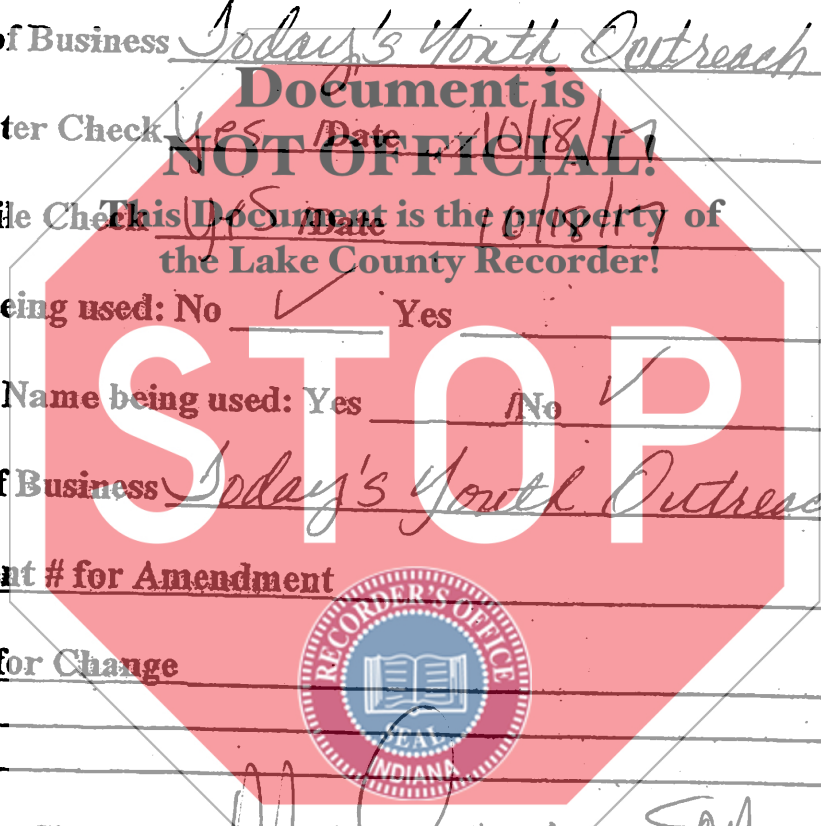 of Business Today's Youth Outreach
Document is
ter Check Yes /Date 10/18/17
NOT OFFICIAL!
ile Check Yes /Date 10/18/17
This Document is the property of
the Lake County Recorder!
eing used: No ✓ Yes
Name being used: Yes /No ✓
STOP
f Business Today's Youth Outreac
nt # for Amendment
for Change
RECORDER'S OFFICE
SEAL
INDIANA